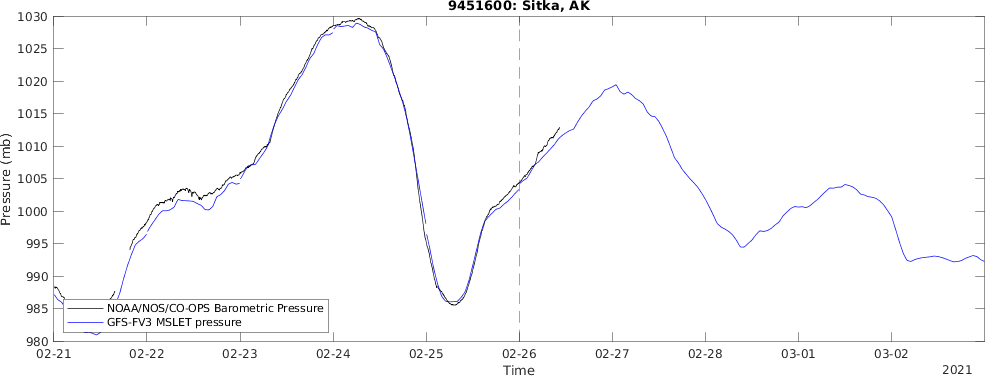 9451600: Sitka, AK
1030
1025
1020
1015
1010
1005
1000
995
990
985
980
Pressure (mb)
NOAA/NOS/CO-OPS Barometric Pressure
GFS-FV3 MSLET pressure
02-21 02-22 02-23 02-24 02-25 02-26 02-27 02-28 03-01 03-02
Time
2021